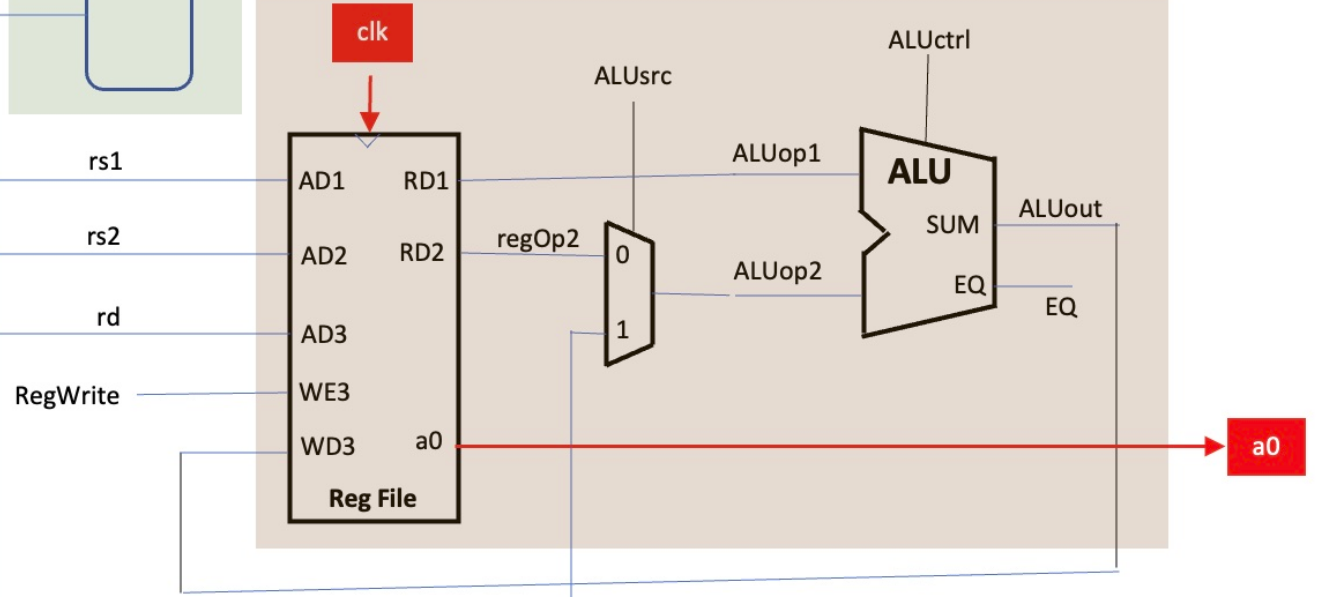 clk
ALUctrl
ALUsrc
rs1
AD1
RD1
ALUop1
ALU
rs2
AD2
RD2
regOp2
0
SUM
ALUout
ALUop2
EQ
EQ
rd
AD3
1
RegWrite
WE3
WD3
a0
a0
Reg File